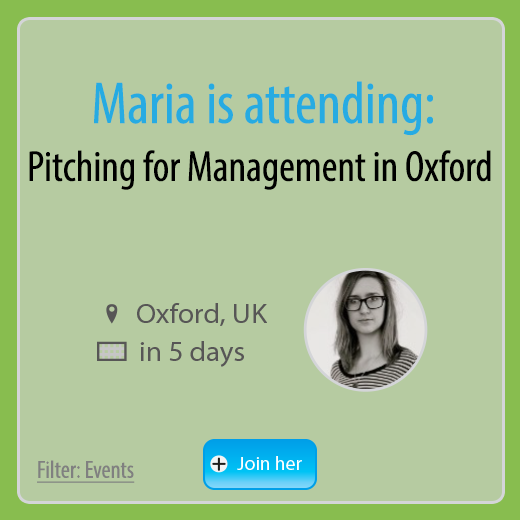 Maria is attending:
Pitching for Management in Oxford
Oxford, UK
in 5 days
Join her
Filter: Events